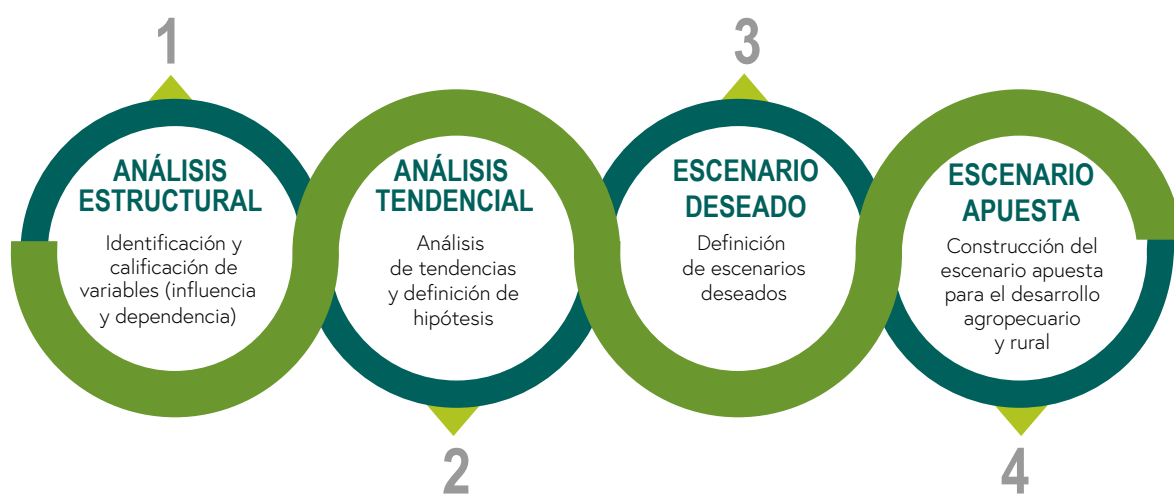 1
ANÁLISIS
ESTRUCTURAL
Identificación y
calificación de
variables (influencia
y dependencia)
2
ANÁLISIS
TENDENCIAL
Análisis
de tendencias
y definición de
hipótesis
3
ESCENARIO
DESEADO
Definición
de escenarios
deseados
4
ESCENARIO
APUESTA
Construcción del
escenario apuesta
para el desarrollo
agropecuario
y rural